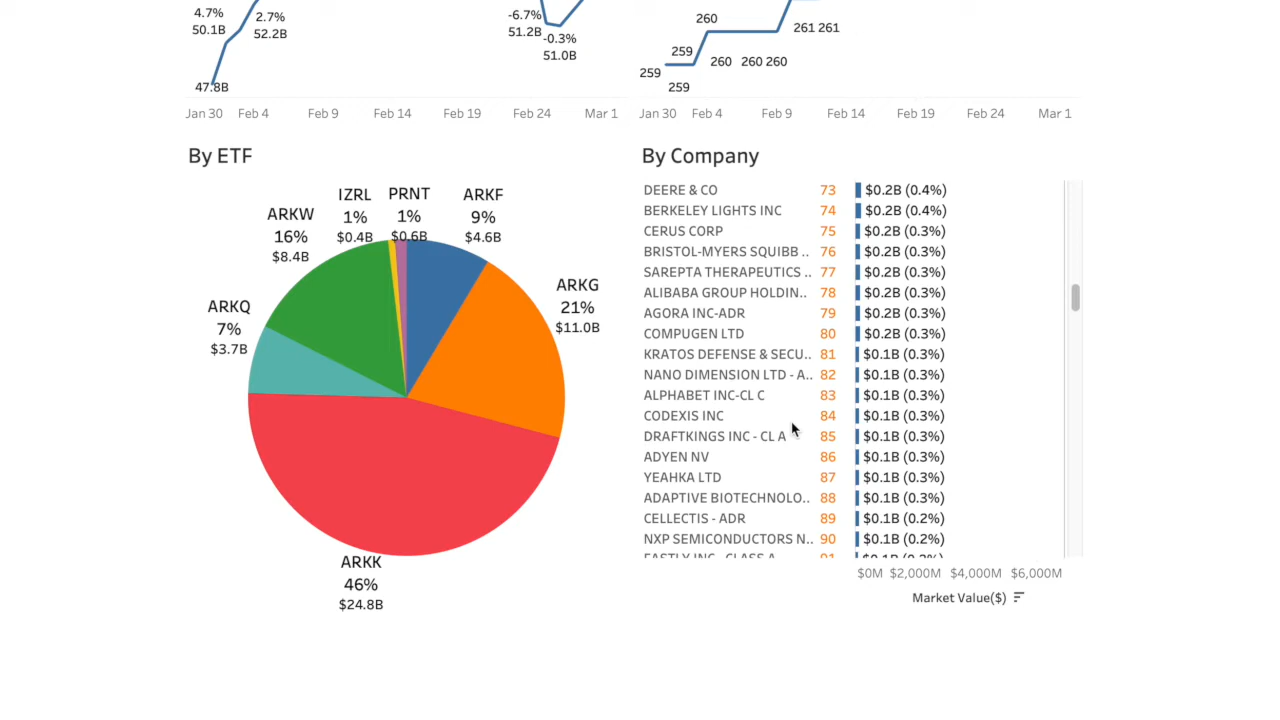 4.7%
50.1B
2.7%
52.2B
47.8B
-6.7%
51.2B
-0.3%
51.0B
Jan 30 Feb 4 Feb 9 Feb 14 Feb 19 Feb 24 Mar 1
260
261 261
259
259
260 260 260
259
Jan 30 Feb 4 Feb 9 Feb 14 Feb 19 Feb 24 Mar 1
By ETF
IZRL
1%
$0.4B
PRNT
1%
$0.6B
ARKF
9%
$4.6B
ARKW
16%
$8.4B
ARKG
21%
$11.0B
ARKQ
7%
$3.7B
ARKK
46%
$24.8B
By Company
DEERE & CO 73 $0.2B (0.4%)
BERKELEY LIGHTS INC 74 $0.2B (0.4%)
CERUS CORP 75 $0.2B (0.3%)
BRISTOL-MYERS SQUIBB .. 76 $0.2B (0.3%)
SAREPTA THERAPEUTICS .. 77 $0.2B (0.3%)
ALIBABA GROUP HOLDIN.. 78 $0.2B (0.3%)
AGORA INC-ADR 79 $0.2B (0.3%)
COMPUGEN LTD 80 $0.2B (0.3%)
KRATOS DEFENSE & SECU.. 81 $0.1B (0.3%)
NANO DIMENSION LTD - A.. 82 $0.1B (0.3%)
ALPHABET INC-CL C 83 $0.1B (0.3%)
CODEXIS INC 84 $0.1B (0.3%)
DRAFTKINGS INC - CL A 85 $0.1B (0.3%)
ADYEN NV 86 $0.1B (0.3%)
YEAHKA LTD 87 $0.1B (0.3%)
ADAPTIVE BIOTECHNOLO.. 88 $0.1B (0.3%)
CELLECTIS - ADR 89 $0.1B (0.2%)
NXP SEMICONDUCTORS N.. 90 $0.1B (0.2%)
FASTLY INC - CLASS A 91 $0.1B (0.2%)
$0M $2,000M $4,000M $6,000M
Market Value($)